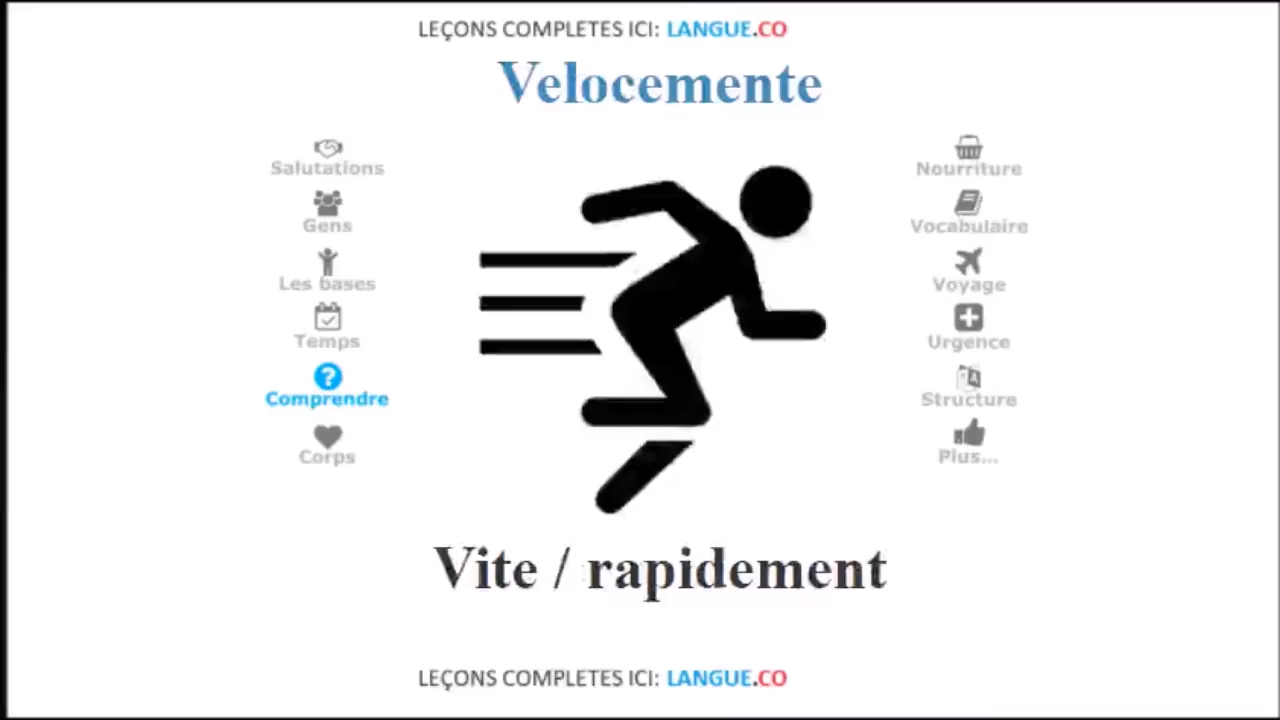 LEÇONS COMPLETES ICI: LANGUE.CO
Velocemente
Salutations
Gens
Les bases
Temps
Comprendre
Corps
Nourriture
Vocabulaire
Voyage
Urgence
A
Structure
Plus...
Vite / rapidement
LEÇONS COMPLETES ICI: LANGUE.CO